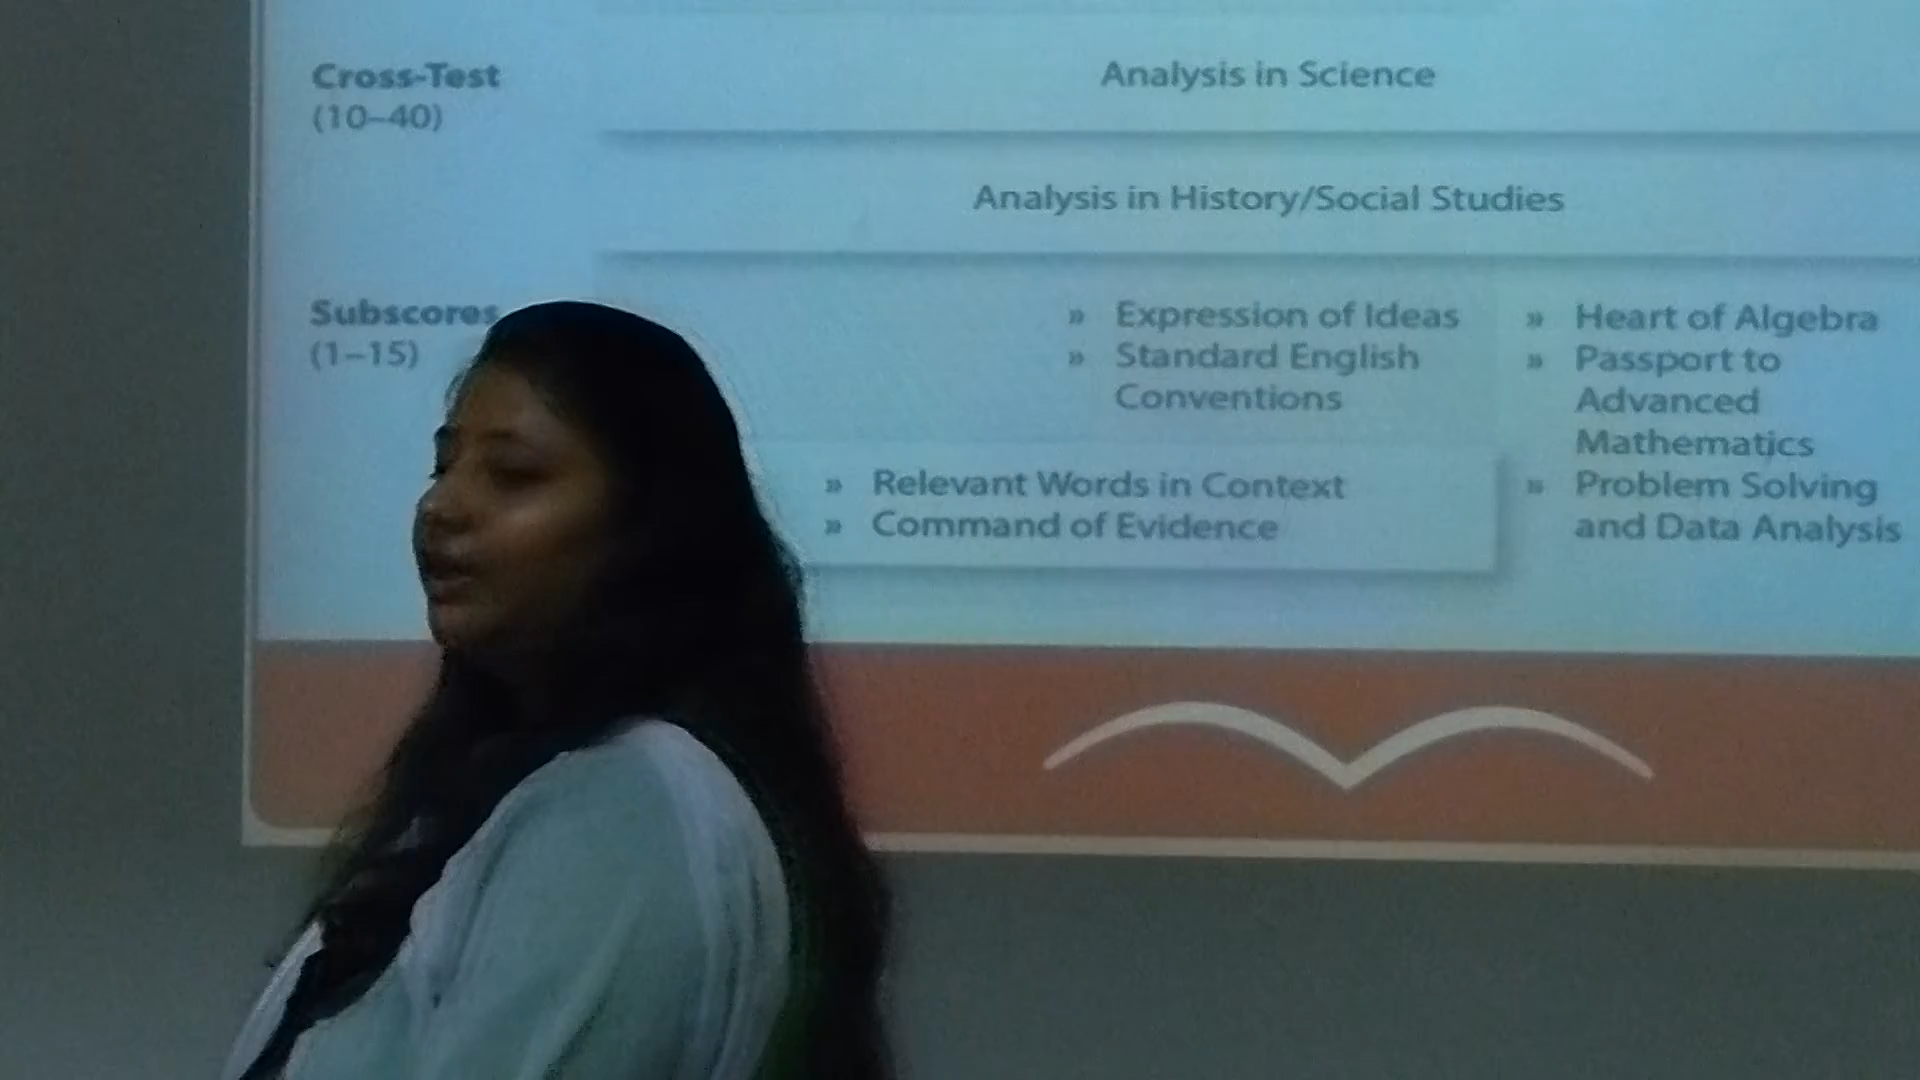 Cross-Test
(10–40)
Analysis in Science
Analysis in History/Social Studies
Subscores
(1–15)
» Expression of Ideas
» Standard English
Conventions
» Relevant Words in Context
» Command of Evidence
» Heart of Algebra
» Passport to
Advanced
Mathematics
» Problem Solving
and Data Analysis